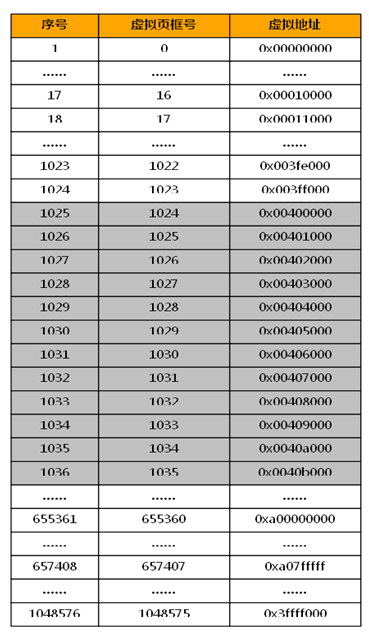 序号 虚拟页框号 虚拟地址
1 0 0x00000000
...... ...... ......
17 16 0x00010000
18 17 0x00011000
...... ...... ......
1023 1022 0x003fe000
1024 1023 0x003ff000
1025 1024 0x00400000
1026 1025 0x00401000
1027 1026 0x00402000
1028 1027 0x00403000
1029 1028 0x00404000
1030 1029 0x00405000
1031 1030 0x00406000
1032 1031 0x00407000
1033 1032 0x00408000
1034 1033 0x00409000
1035 1034 0x0040a000
1036 1035 0x0040b000
...... ...... ......
655361 655360 0xa00000000
...... ...... ......
657408 657407 0xa07fffff
...... ...... ......
1048576 1048575 0x3ffff000